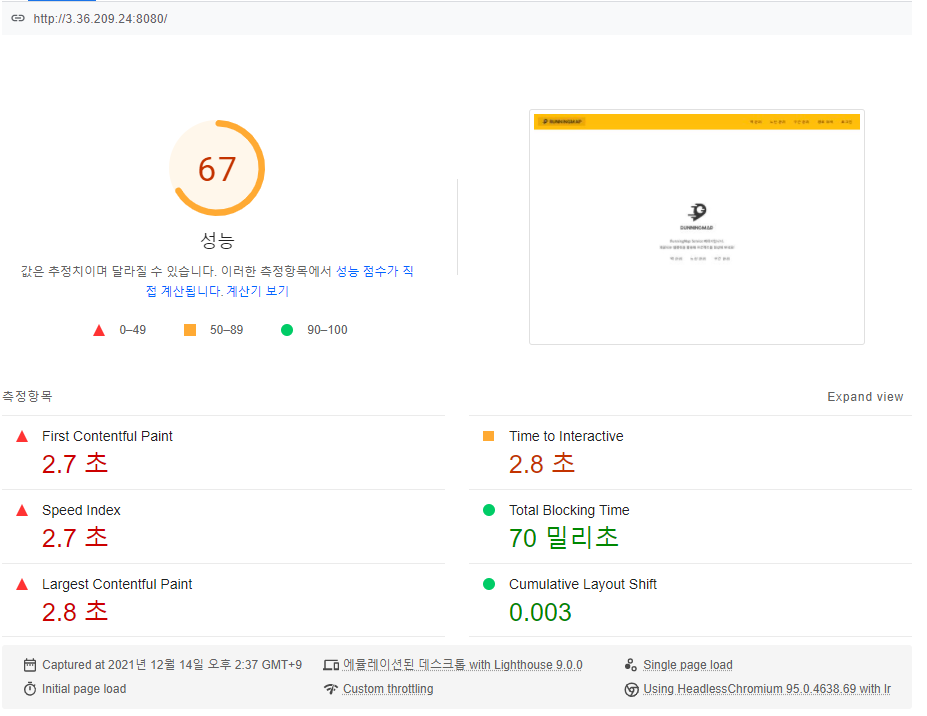 http://3.36.209.24:8080/
RUNNINGMAP
67
성능
값은 추정치이며 달라질 수 있습니다. 이러한 측정항목에서 성능 점수가 직
접 계산됩니다. 계산기 보기
0–49
50–89
90–100
RUNNINGMAP
측정항목
Expand view
First Contentful Paint
2.7 초
Time to Interactive
2.8 초
Speed Index
2.7 초
Total Blocking Time
70 밀리초
Largest Contentful Paint
2.8 초
Cumulative Layout Shift
0.003
Captured at 2021년 12월 14일 오후 2:37 GMT+9
에뮬레이션된 데스크톱 with Lighthouse 9.0.0
Single page load
Initial page load
Custom throttling
Using HeadlessChromium 95.0.4638.69 with lr